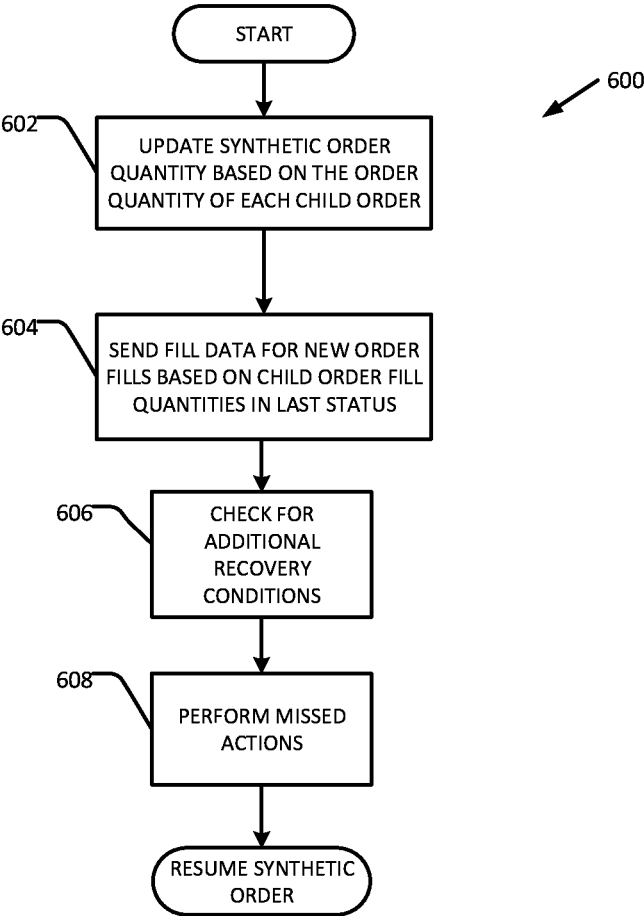 START
600
602
UPDATE SYNTHETIC ORDER
QUANTITY BASED ON THE ORDER
QUANTITY OF EACH CHILD ORDER
604
SEND FILL DATA FOR NEW ORDER
FILLS BASED ON CHILD ORDER FILL
QUANTITIES IN LAST STATUS
606
CHECK FOR
ADDITIONAL
RECOVERY
CONDITIONS
608
PERFORM MISSED
ACTIONS
RESUME SYNTHETIC
ORDER